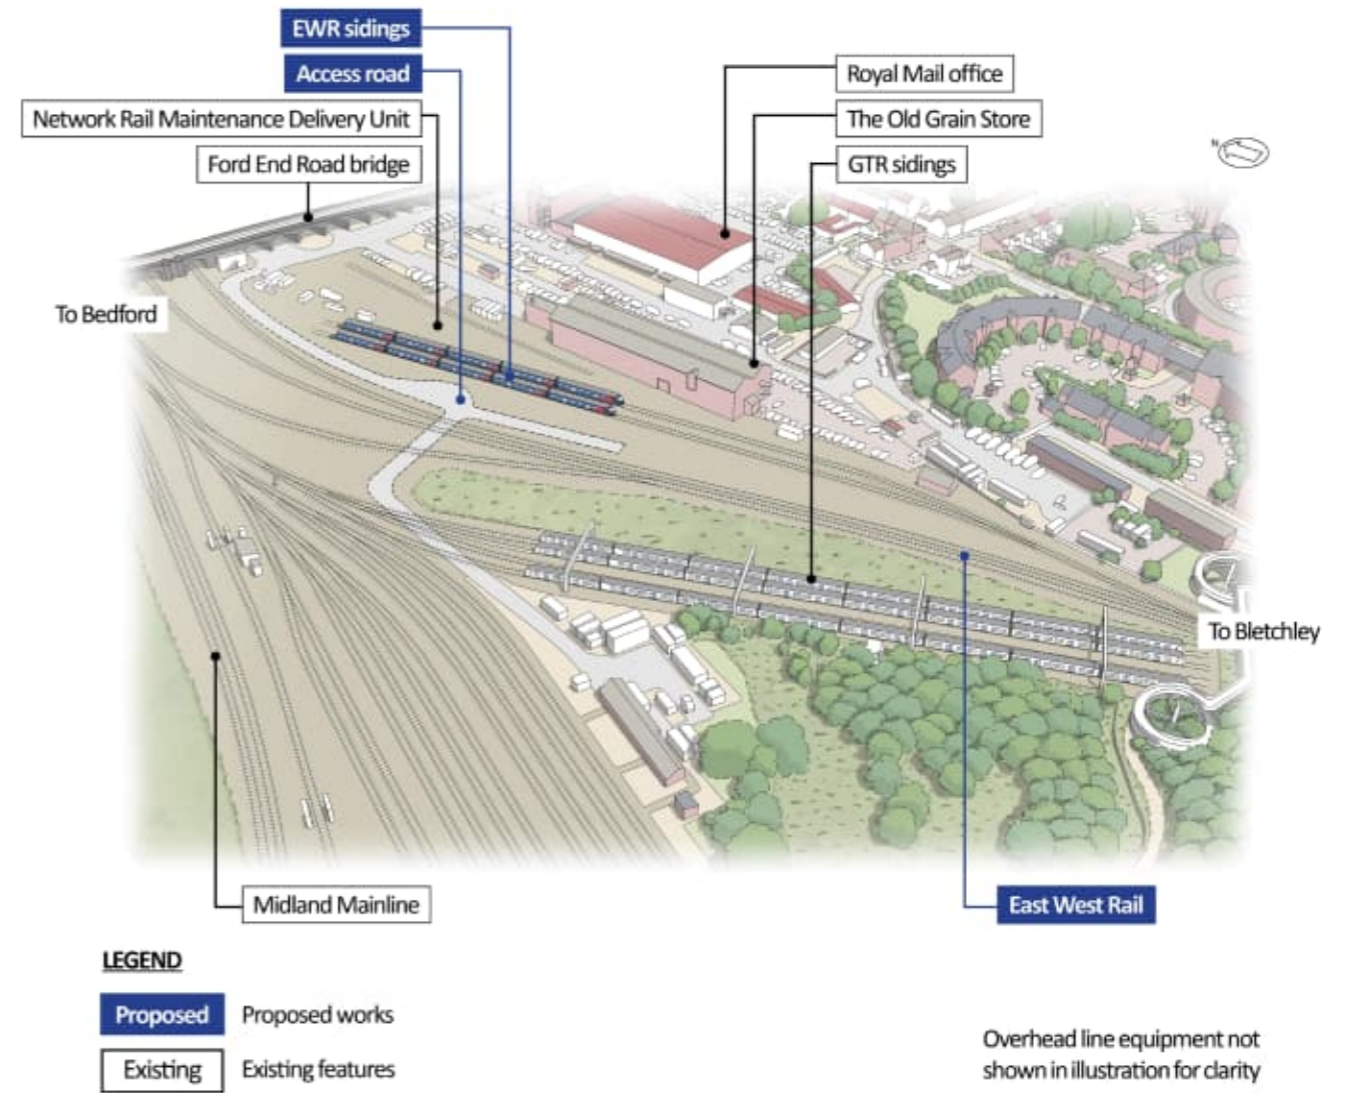 EWR sidings
Access road
Network Rail Maintenance Delivery Unit
Ford End Road bridge
Royal Mail office
The Old Grain Store
GTR sidings
N
To Bedford
To Bletchley
Midland Mainline
East West Rail
LEGEND
Proposed Proposed works
Existing Existing features
Overhead line equipment not
shown in illustration for clarity